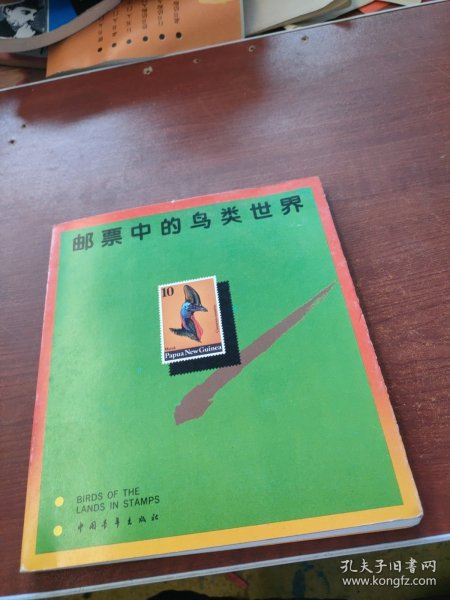 邮票中的鸟类世界
10
Papua New Guinea
BIRDS OF THE
LANDS IN STAMPS
中国青年出版社
孔夫子旧书网
www.kongfz.com